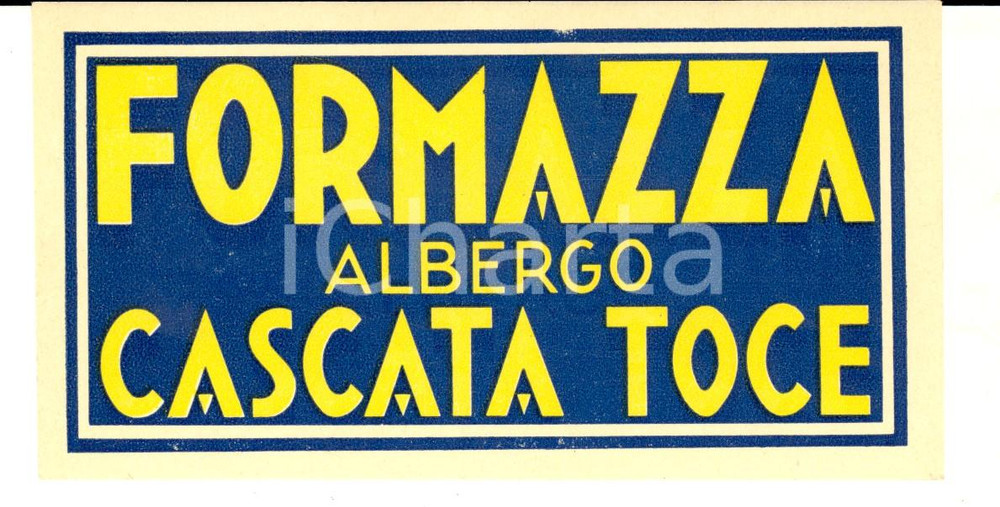 FORMAZZA
ALBERGO
iCharta
CASCATA TOCE